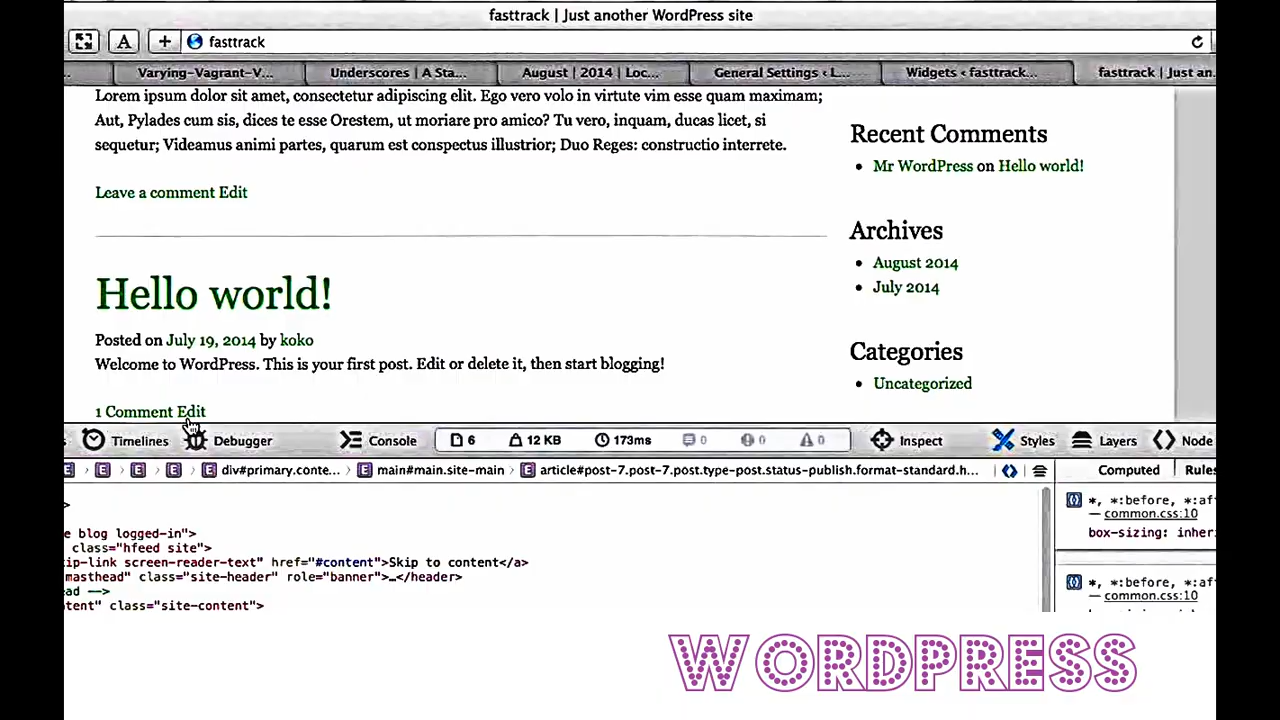 fasttrack | Just another WordPress site
A + fasttrack
Varying-Vagrant-V... Underscores | A Sta... August | 2014 | Loc... General Settings ‹ L... Widgets ‹ fasttrack... fasttrack | Just an.
Lorem ipsum dolor sit amet, consectetur adipiscing elit. Ego vero volo in virtute vim esse quam maximam;
Aut, Pylades cum sis, dices te esse Orestem, ut moriare pro amico? Tu vero, inquam, ducas licet, si
sequetur; Videamus animi partes, quarum est conspectus illustrior; Duo Reges: constructio interrete.
Leave a comment Edit
Hello world!
Posted on July 19, 2014 by koko
Welcome to WordPress. This is your first post. Edit or delete it, then start blogging!
1 Comment Edit
Recent Comments
• Mr WordPress on Hello world!
Archives
• August 2014
• July 2014
Categories
• Uncategorized
Timelines Debugger Console 6 12 KB 173ms 0 0 0 Inspect Styles Layers Node
E E E E E div#primary.conte... E main#main.site-main E article#post-7.post-7.post.type-post.status-publish.format-standard.h... Computed Rules
>
e blog logged-in">
class="hfeed site">
kip-link screen-reader-text" href="#content">Skip to content</a>
masthead" class="site-header" role="banner">…</header>
ead -->
ntent" class="site-content">
*, *:before, *:af
— common.css:10
box-sizing: inher
*, *:before, *:af
— common.css:10
WORDPRESS